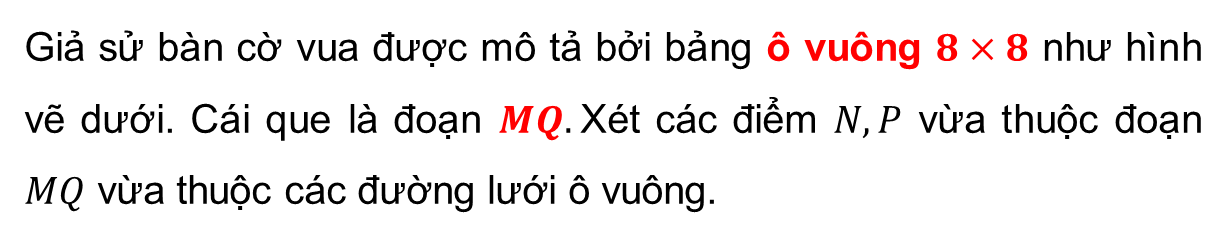 Giả sử bàn cờ vua được mô tả bởi bảng ô vuông 8 × 8 như hình
vẽ dưới. Cái que là đoạn MQ. Xét các điểm N, P vừa thuộc đoạn
MQ vừa thuộc các đường lưới ô vuông.